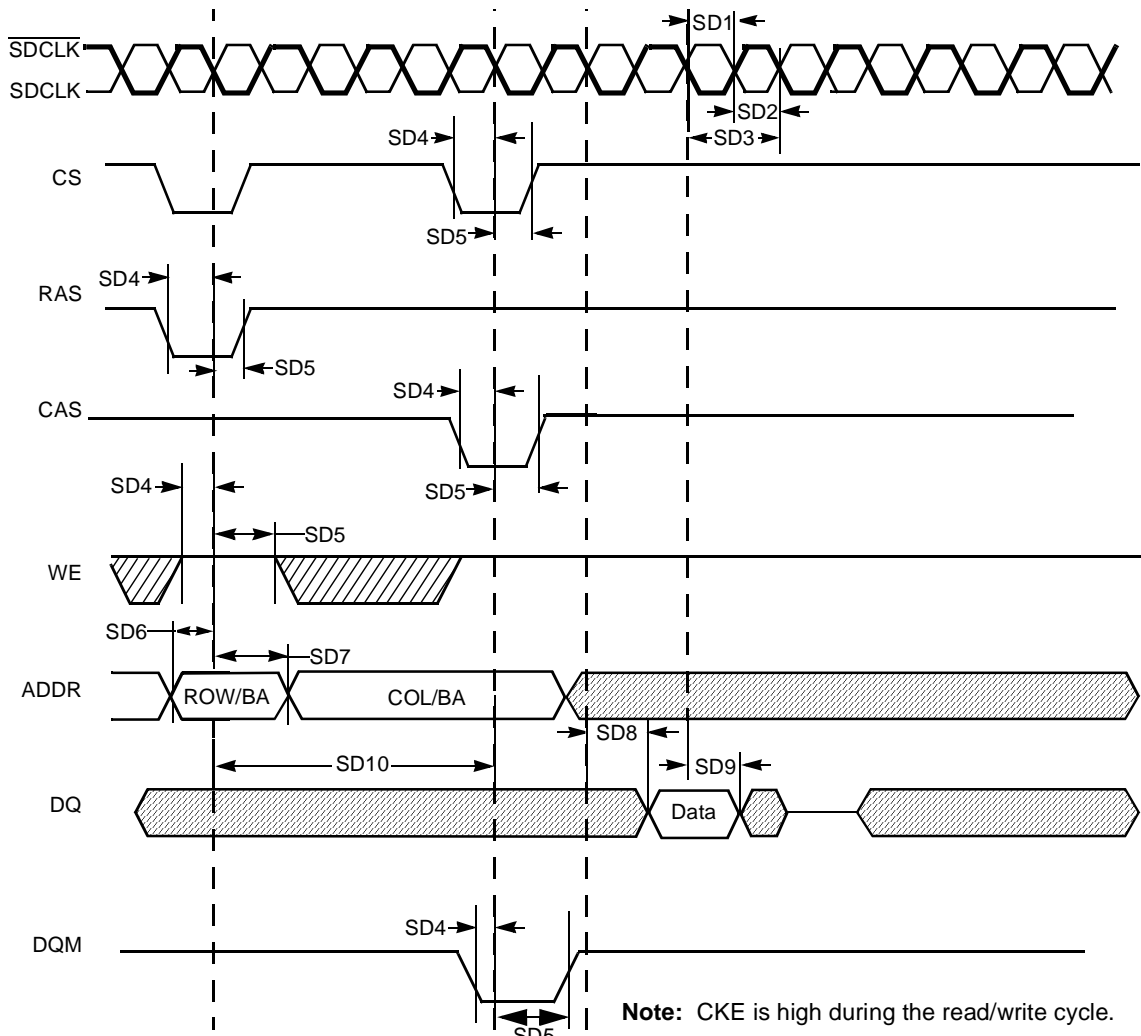 SD1
SDCLK
SDCLK
SD2
SD4
SD3
CS
SD5
SD4
RAS
SD5
SD4
CAS
SD4
SD5
SD5
WE
SD6
SD7
ADDR
ROW/BA
COL/BA
SD8
SD10
SD9
DQ
Data
SD4
DQM
Note: CKE is high during the read/write cycle.
SD5